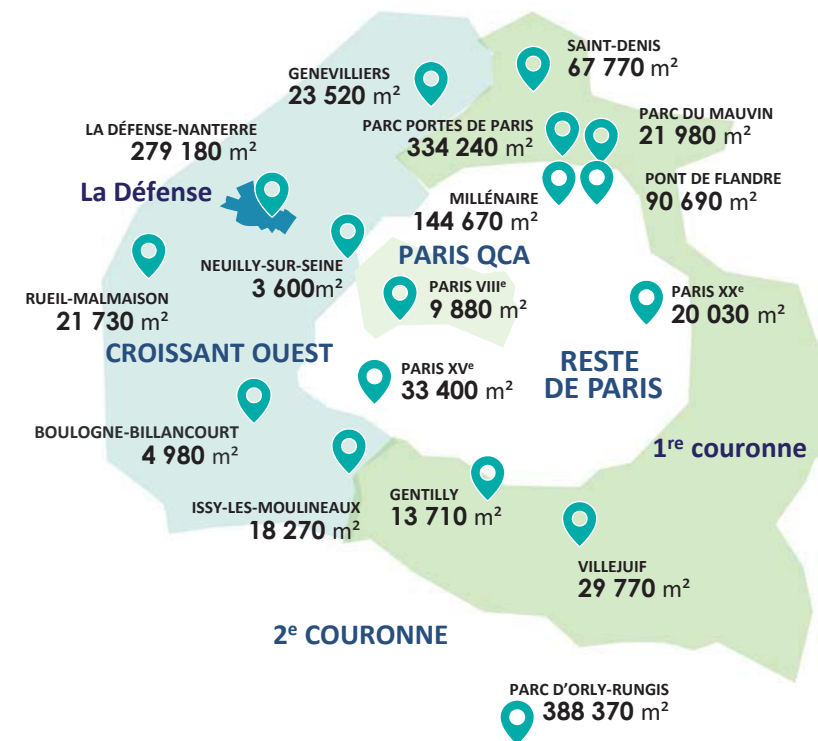 SAINT-DENIS
67 770 m²
GENEVILLIERS
23 520 m²
PARC DU MAUVIN
21 980 m²
PARC PORTES DE PARIS
334 240 m²
LA DÉFENSE-NANTERRE
279 180 m²
PONT DE FLANDRE
90 690 m²
La Défense
MILLÉNAIRE
144 670 m²
PARIS QCA
NEUILLY-SUR-SEINE
3 600m²
PARIS VIIIᵉ
9 880 m²
PARIS XXᵉ
20 030 m²
RUEIL-MALMAISON
21 730 m²
CROISSANT OUEST
RESTE
DE PARIS
PARIS XVᵉ
33 400 m²
BOULOGNE-BILLANCOURT
4 980 m²
1ʳᵉ couronne
ISSY-LES-MOULINEAUX
18 270 m²
GENTILLY
13 710 m²
VILLEJUIF
29 770 m²
2ᵉ COURONNE
PARC D'ORLY-RUNGIS
388 370 m²